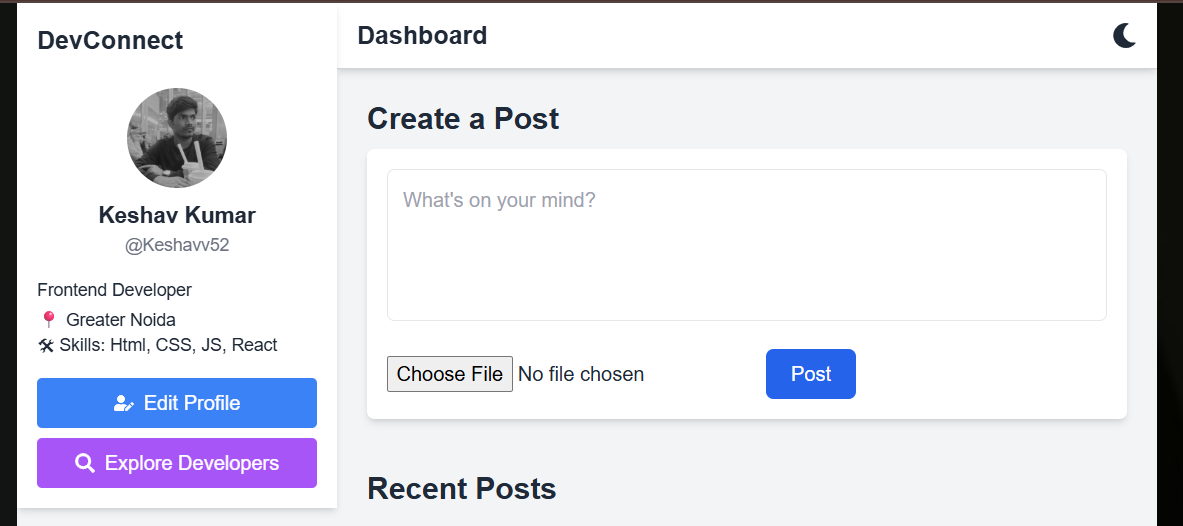 DevConnect
Keshav Kumar
@Keshavv52
Frontend Developer
📍 Greater Noida
🛠 Skills: Html, CSS, JS, React
Edit Profile
Explore Developers
Dashboard
Create a Post
What's on your mind?
Choose File No file chosen
Post
Recent Posts